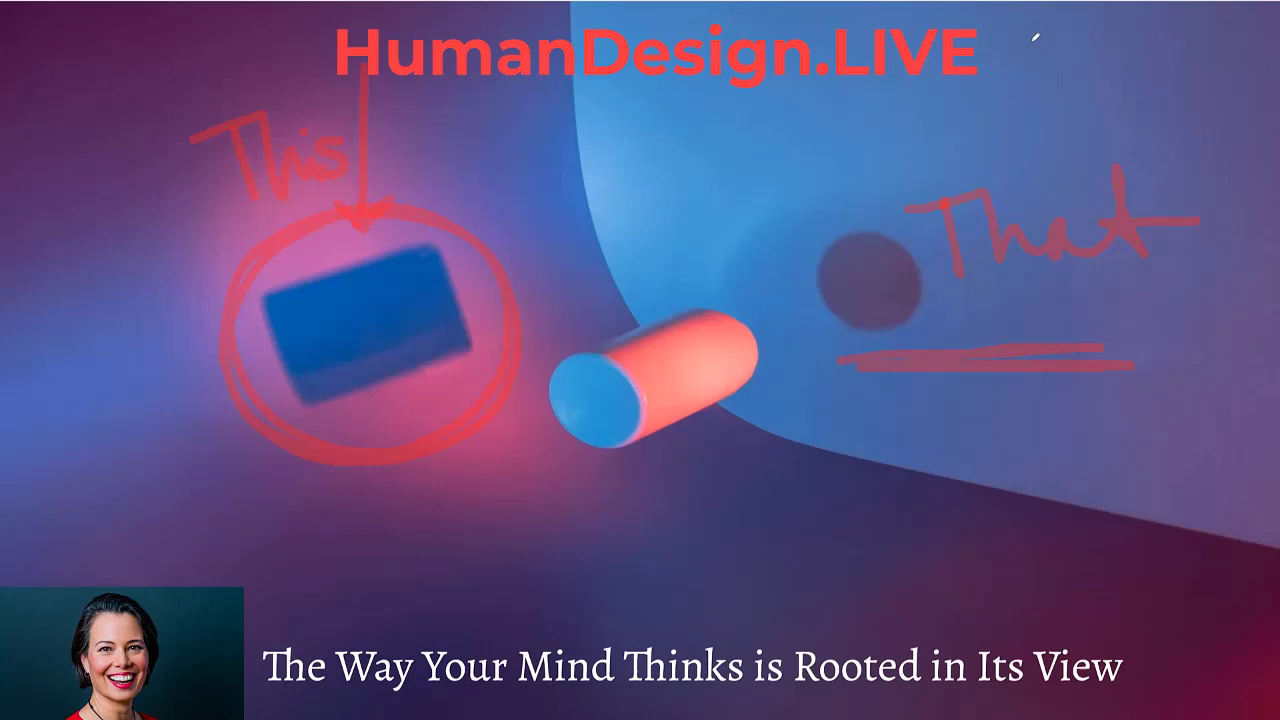 HumanDesign.LIVE
This
That
The Way Your Mind Thinks is Rooted in Its View